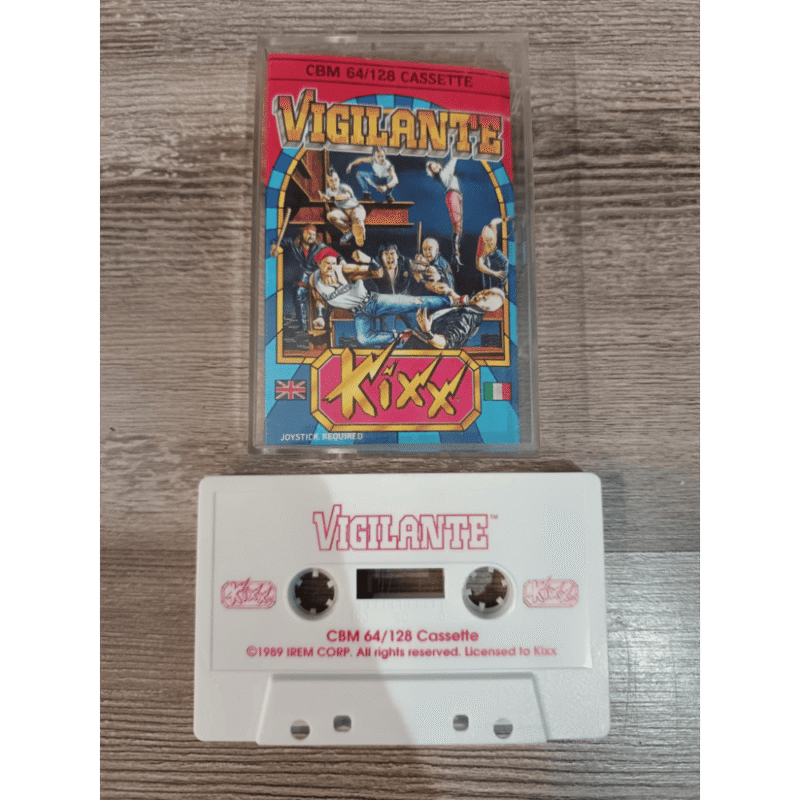 CBM 64/128 CASSETTE
VIGILANTE
KixX
JOYSTICK REQUIRED
VIGILANTE™
KixX
KixX
CBM 64/128 Cassette
©1989 IREM CORP. All rights reserved. Licensed to Kixx